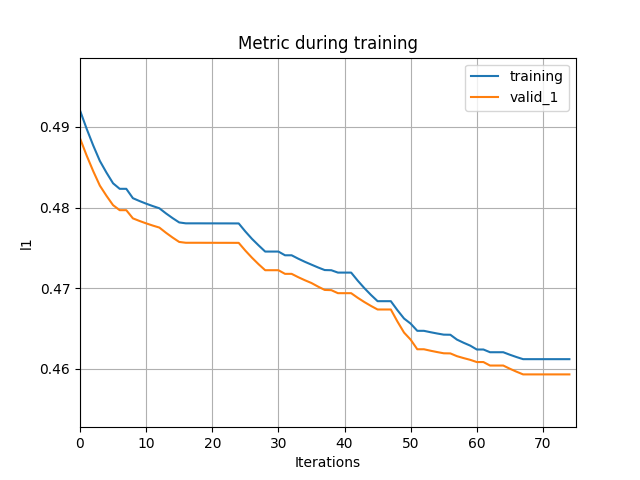 Metric during training
training
valid_1
0.49
0.48
0.47
0.46
l1
0 10 20 30 40 50 60 70
Iterations